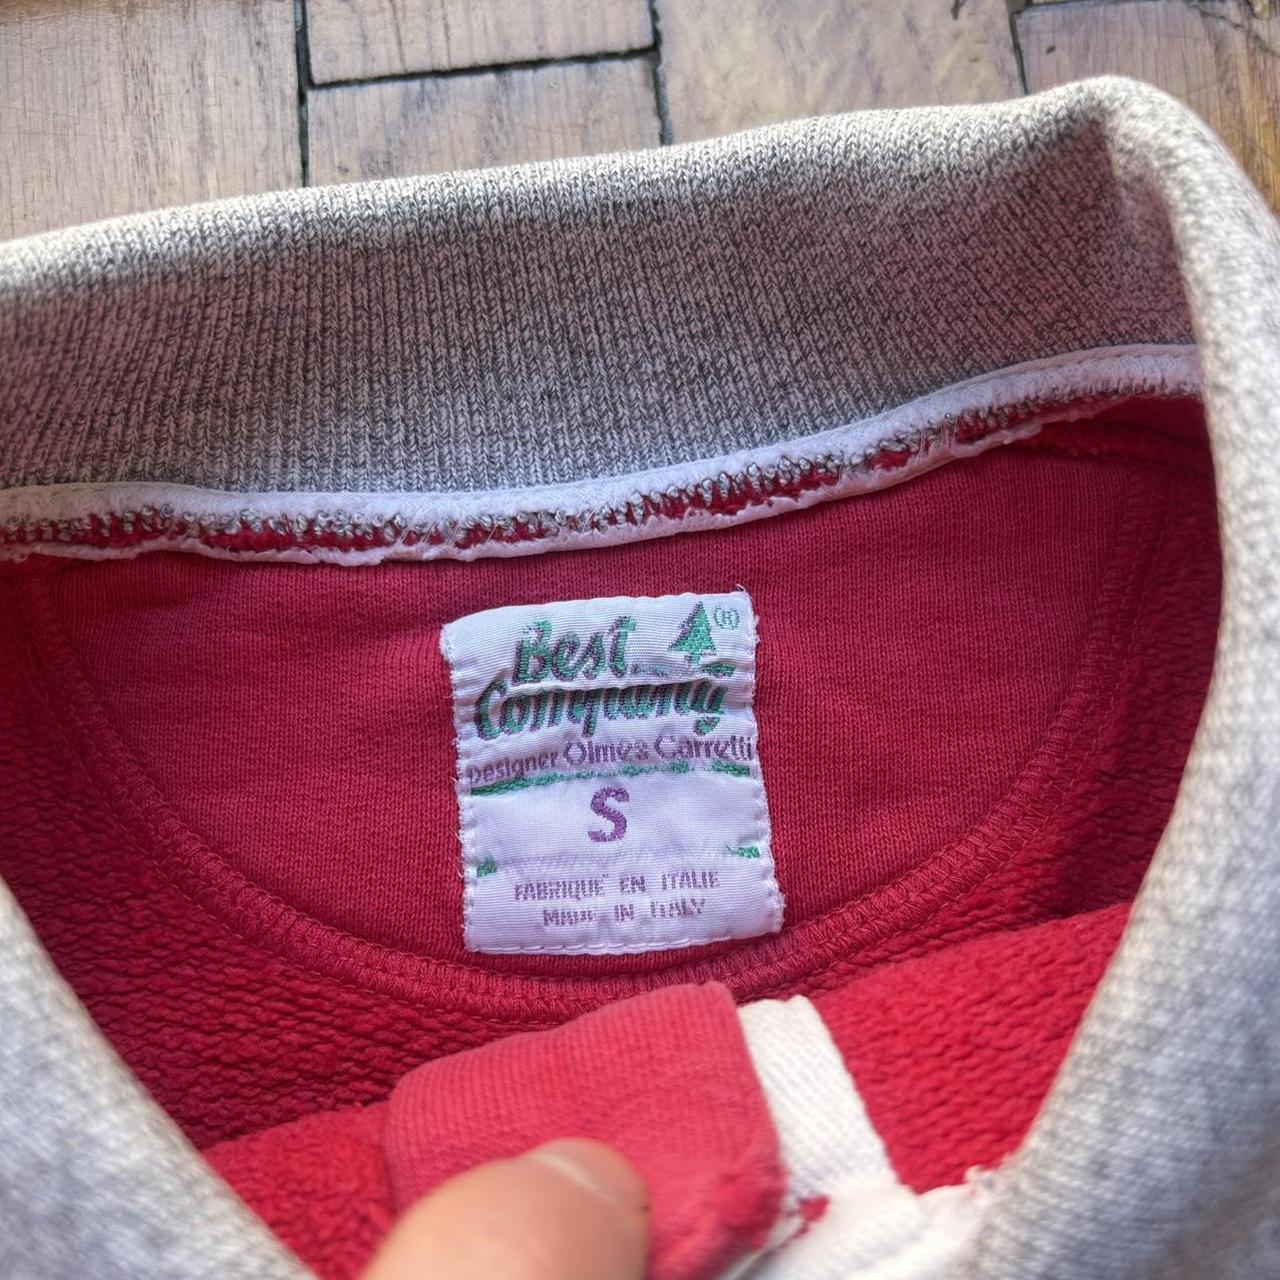 Best
Company (R)
Designer Olmes Carretti
S
FABRIQUE EN ITALIE
MADE IN ITALY